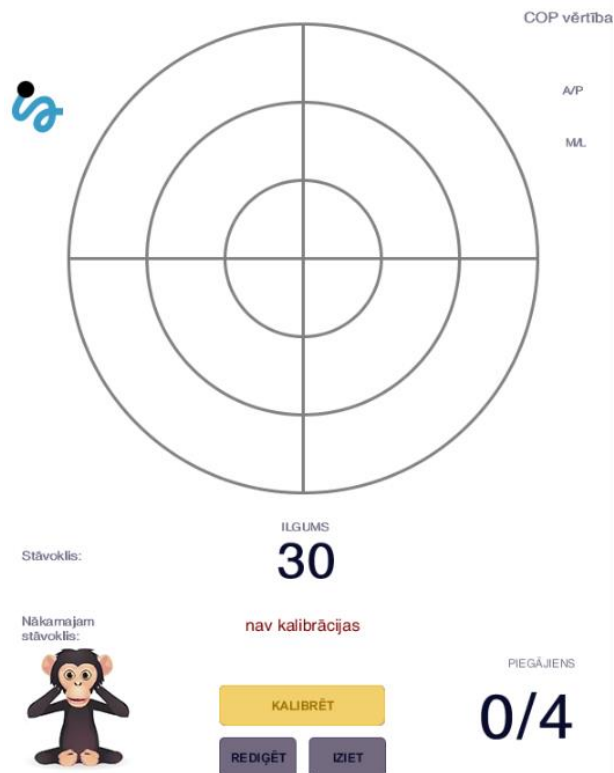 COP vērtība
A/P
M/L
ILGUMS
Stāvoklis:
30
Nākamajam
stāvoklis:
nav kalibrācijas
PIEGĀJIENS
KALIBRĒT
0/4
REDIĢĒT
IZIET